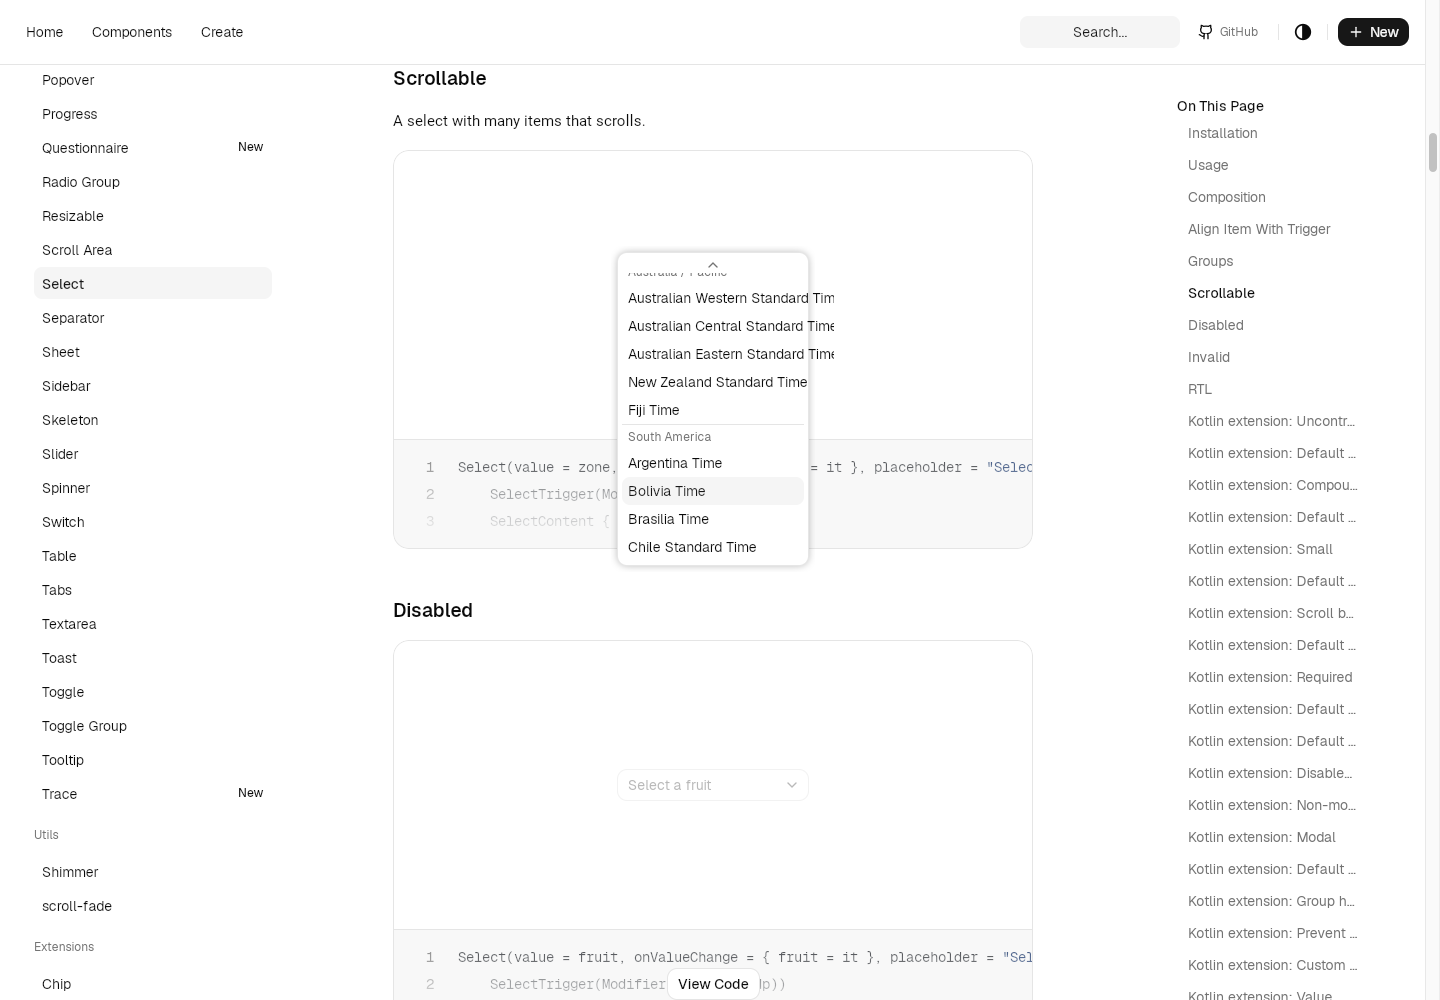 Home
Components
Create
Search...
GitHub
New
Popover
Progress
Questionnaire New
Radio Group
Resizable
Scroll Area
Select
Separator
Sheet
Sidebar
Skeleton
Slider
Spinner
Switch
Table
Tabs
Textarea
Toast
Toggle
Toggle Group
Tooltip
Trace New
Utils
Shimmer
scroll-fade
Extensions
Chip
Scrollable
A select with many items that scrolls.
Australia / Pacific
Australian Western Standard Tim
Australian Central Standard Time
Australian Eastern Standard Time
New Zealand Standard Time
Fiji Time
South America
Argentina Time
Bolivia Time
Brasilia Time
Chile Standard Time
1 Select(value = zone, = it }, placeholder = "Selec
2 SelectTrigger(Mo
3 SelectContent {
Disabled
Select a fruit
1 Select(value = fruit, onValueChange = { fruit = it }, placeholder = "Sel
2 SelectTrigger(Modifier dp))
View Code
On This Page
Installation
Usage
Composition
Align Item With Trigger
Groups
Scrollable
Disabled
Invalid
RTL
Kotlin extension: Uncontr...
Kotlin extension: Default ...
Kotlin extension: Compou...
Kotlin extension: Default ...
Kotlin extension: Small
Kotlin extension: Default ...
Kotlin extension: Scroll b...
Kotlin extension: Default ...
Kotlin extension: Required
Kotlin extension: Default ...
Kotlin extension: Default ...
Kotlin extension: Disable...
Kotlin extension: Non-mo...
Kotlin extension: Modal
Kotlin extension: Default ...
Kotlin extension: Group h...
Kotlin extension: Prevent ...
Kotlin extension: Custom ...
Kotlin extension: Value